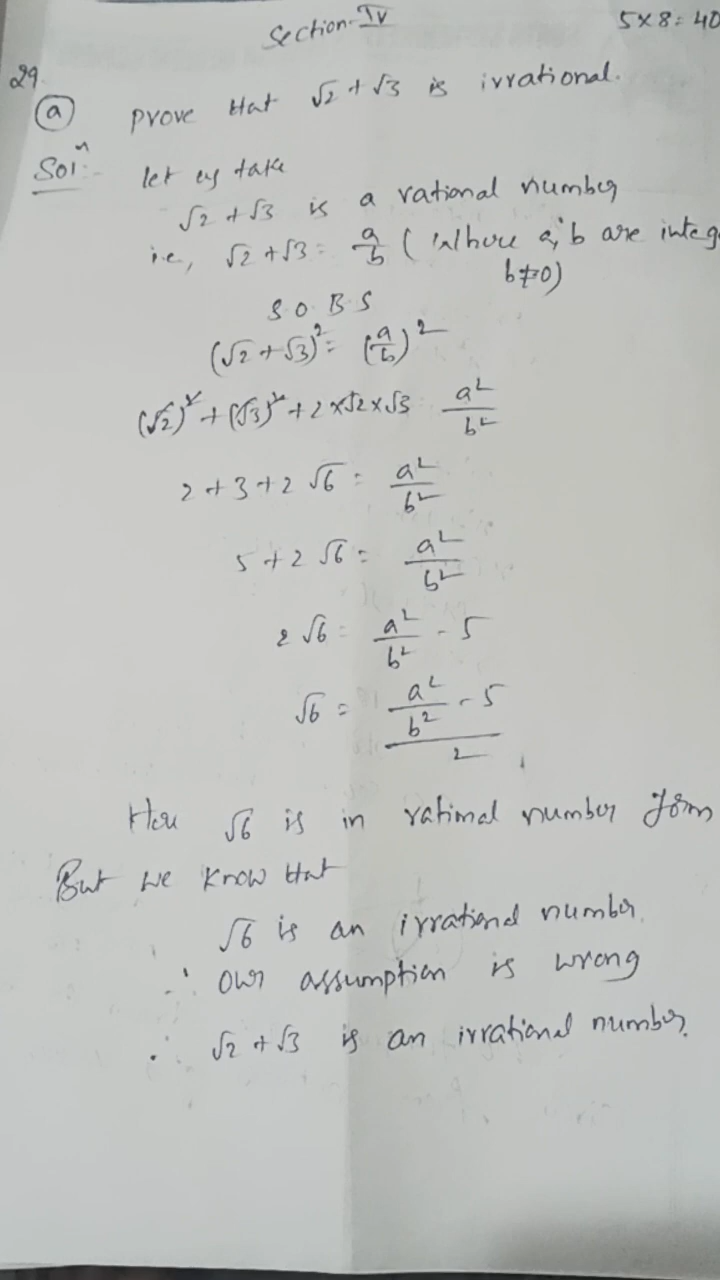 Section-IV 5×8=40
29.
(a) prove that √2 + √3 is irrational.
Solⁿ:- let us take
√2 + √3 is a rational number
i.e, √2 + √3 = a/b ( Where a, b are integ
b≠0)
S.O.B.S
(√2 + √3)² = (a/b)²
(√2)² + (√3)² + 2×√2×√3 a²/b²
2 + 3 + 2√6 = a²/b²
5 + 2√6 = a²/b²
2√6 = a²/b² - 5
√6 = (a²/b² - 5)/2
Here √6 is in rational number form
But we know that
√6 is an irrational number.
∴ our assumption is wrong
∴ √2 + √3 is an irrational number.